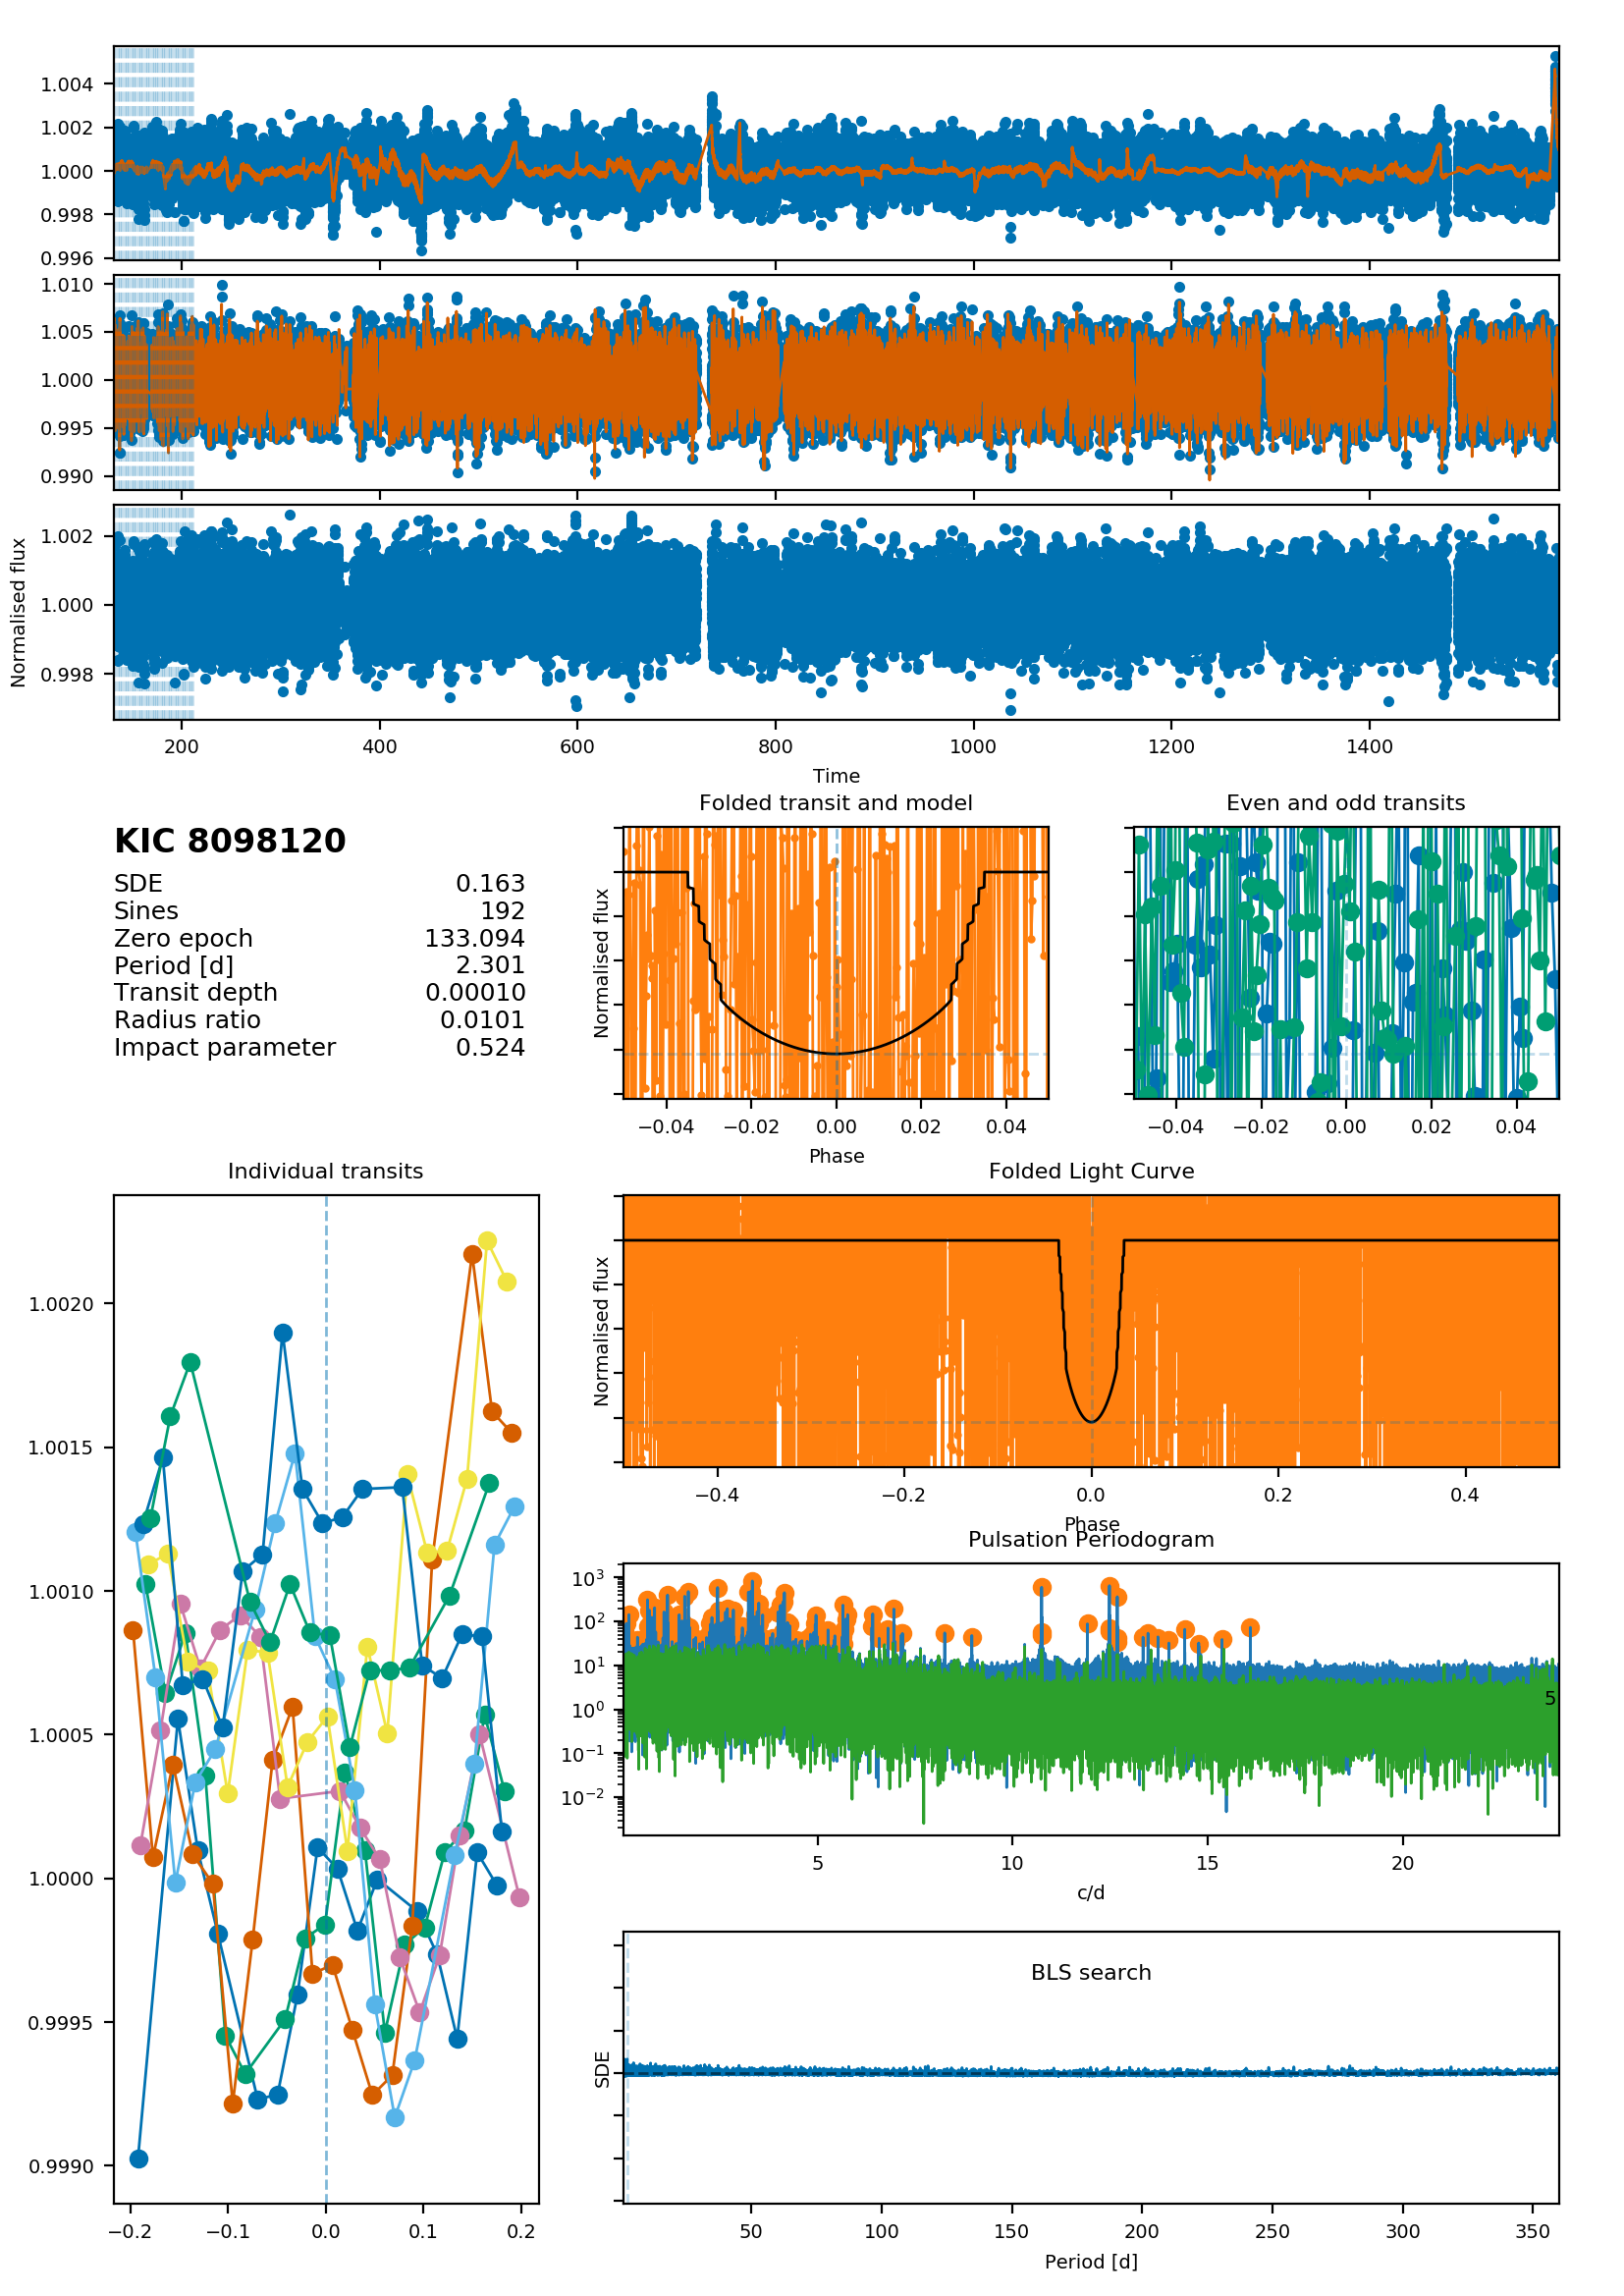 1.004
1.002
1.000
0.998
0.996
1.010
1.005
1.000
0.995
0.990
1.002
1.000
0.998
Normalised flux
200 400 600 800 1000 1200 1400
Time
KIC 8098120
SDE 0.163
Sines 192
Zero epoch 133.094
Period [d] 2.301
Transit depth 0.00010
Radius ratio 0.0101
Impact parameter 0.524
Folded transit and model
Normalised flux
−0.04 −0.02 0.00 0.02 0.04
Phase
Even and odd transits
−0.04 −0.02 0.00 0.02 0.04
Individual transits
1.0020
1.0015
1.0010
1.0005
1.0000
0.9995
0.9990
−0.2 −0.1 0.0 0.1 0.2
Folded Light Curve
Normalised flux
−0.4 −0.2 0.0 0.2 0.4
Phase
Pulsation Periodogram
10³
10²
10¹
10⁰
10⁻¹
10⁻²
5
5 10 15 20
c/d
BLS search
SDE
50 100 150 200 250 300 350
Period [d]